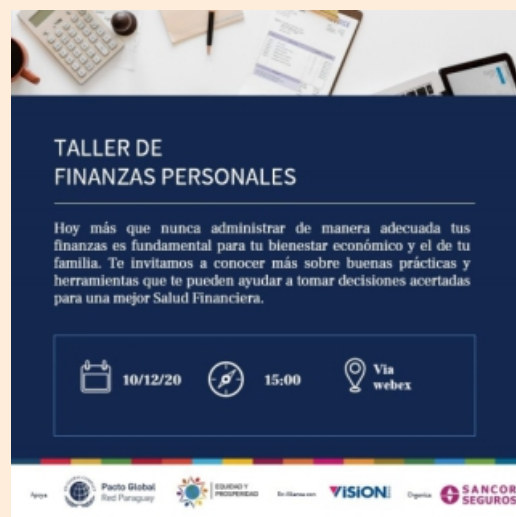 TALLER DE
FINANZAS PERSONALES
Hoy más que nunca administrar de manera adecuada tus
finanzas es fundamental para tu bienestar económico y el de tu
familia. Te invitamos a conocer más sobre buenas prácticas y
herramientas que te pueden ayudar a tomar decisiones acertadas
para una mejor Salud Financiera.
10/12/20
15:00
Via
webex
Apoya
Pacto Global
Red Paraguay
EQUIDAD Y
PROSPERIDAD
En Alianza con
VISION
Organiza
SANCOR
SEGUROS